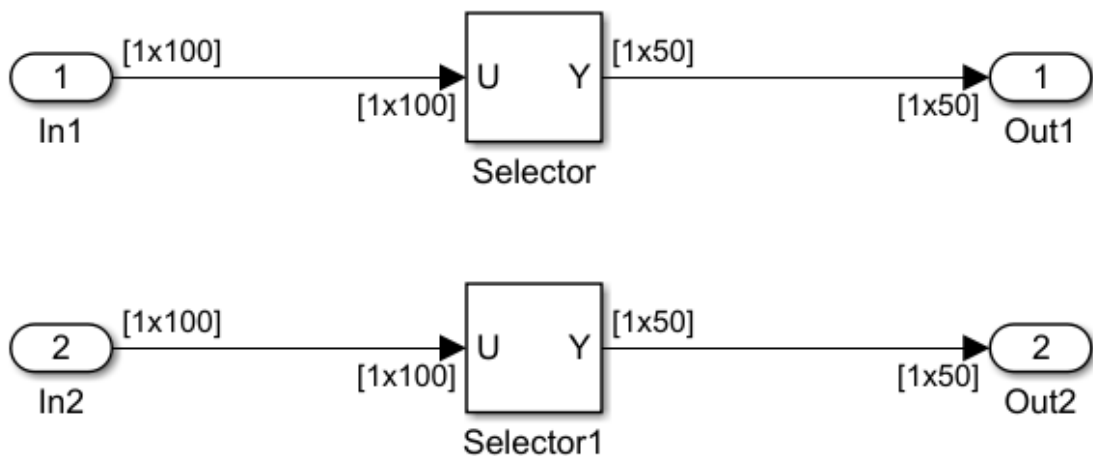 [1x100] [1x50]
1 U Y 1
[1x100] [1x50]
In1 Out1
Selector
[1x100] [1x50]
2 U Y 2
[1x100] [1x50]
In2 Out2
Selector1